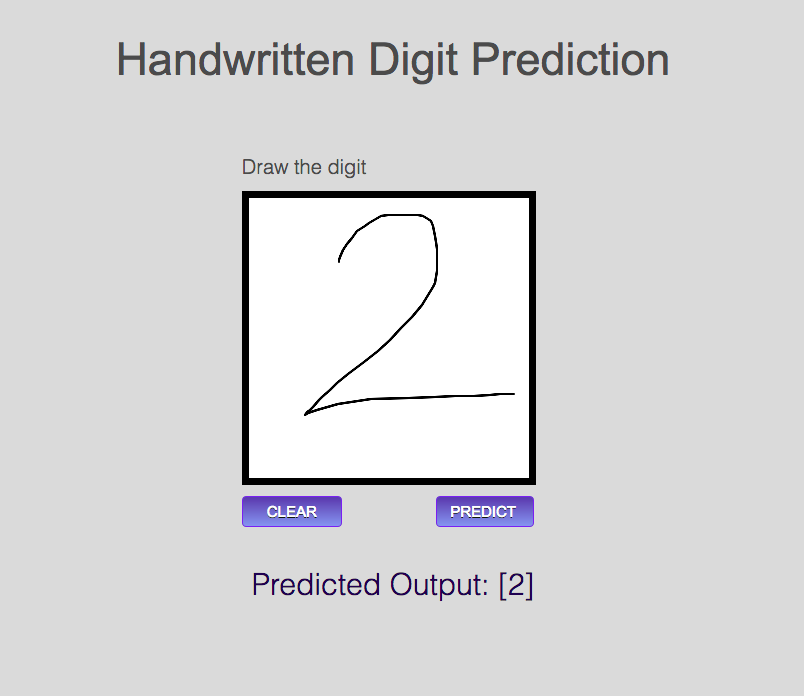 Handwritten Digit Prediction
Draw the digit
2
CLEAR PREDICT
Predicted Output: [2]